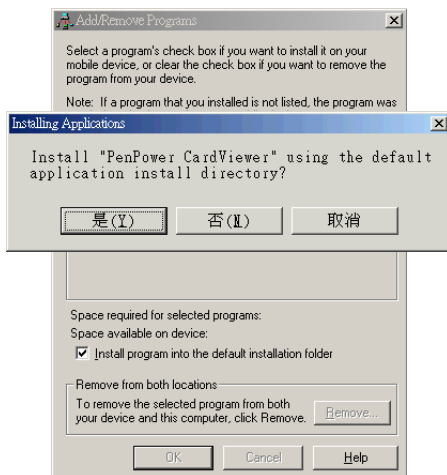 Add/Remove Programs
Select a program's check box if you want to install it on your
mobile device, or clear the check box if you want to remove the
program from your device.
Note: If a program that you installed is not listed, the program was
Installing Applications
Install "PenPower CardViewer" using the default
application install directory?
是(Y) 否(N) 取消
Space required for selected programs:
Space available on device:
Install program into the default installation folder
Remove from both locations
To remove the selected program from both
your device and this computer, click Remove.
Remove...
OK Cancel Help